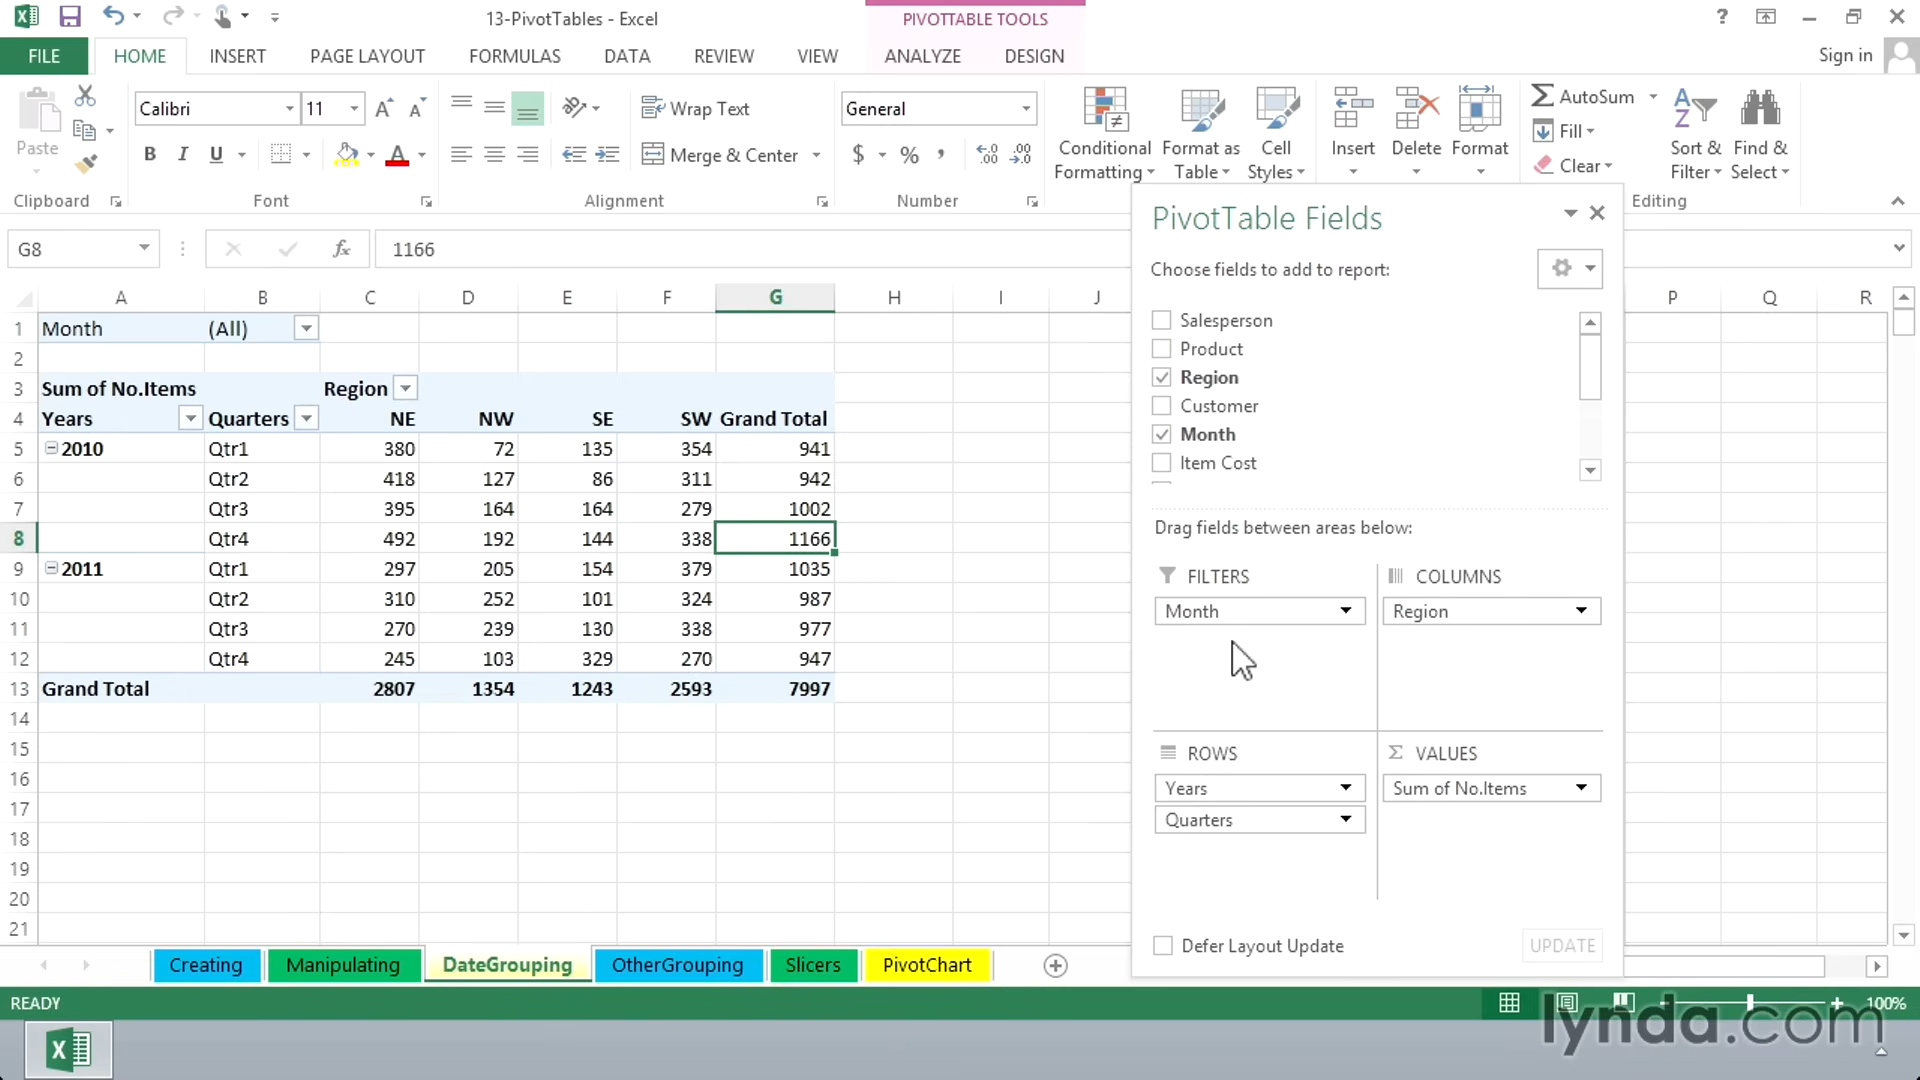 13-PivotTables - Excel
PIVOTTABLE TOOLS
?
FILE HOME INSERT PAGE LAYOUT FORMULAS DATA REVIEW VIEW ANALYZE DESIGN Sign in
Calibri 11 Wrap Text General AutoSum
Fill
Paste B I U Merge & Center $ % , Conditional Formatting Format as Table Cell Styles Insert Delete Format Sort & Filter Find & Select
Clear
Clipboard Font Alignment Number Editing
G8 fx 1166
A B C D E F G H I J P Q R
1 Month (All)
2
3 Sum of No.Items Region
4 Years Quarters NE NW SE SW Grand Total
5 2010 Qtr1 380 72 135 354 941
6 Qtr2 418 127 86 311 942
7 Qtr3 395 164 164 279 1002
8 Qtr4 492 192 144 338 1166
9 2011 Qtr1 297 205 154 379 1035
10 Qtr2 310 252 101 324 987
11 Qtr3 270 239 130 338 977
12 Qtr4 245 103 329 270 947
13 Grand Total 2807 1354 1243 2593 7997
14
15
16
17
18
19
20
21
PivotTable Fields
Choose fields to add to report:
Salesperson
Product
Region
Customer
Month
Item Cost
Drag fields between areas below:
FILTERS COLUMNS
Month Region
ROWS VALUES
Years Sum of No.Items
Quarters
Defer Layout Update UPDATE
Creating Manipulating DateGrouping OtherGrouping Slicers PivotChart
READY 100%
lynda.com